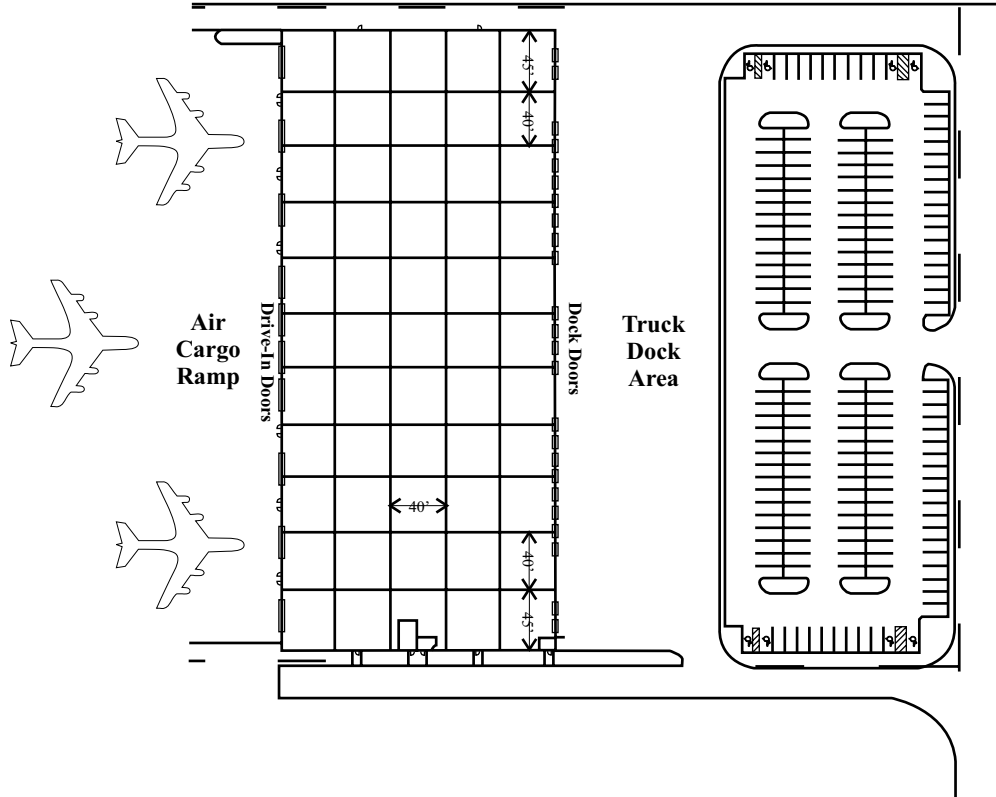 45’
40’
Air
Cargo
Ramp
Drive-In Doors
Dock Doors
Truck
Dock
Area
40’
40’
45’